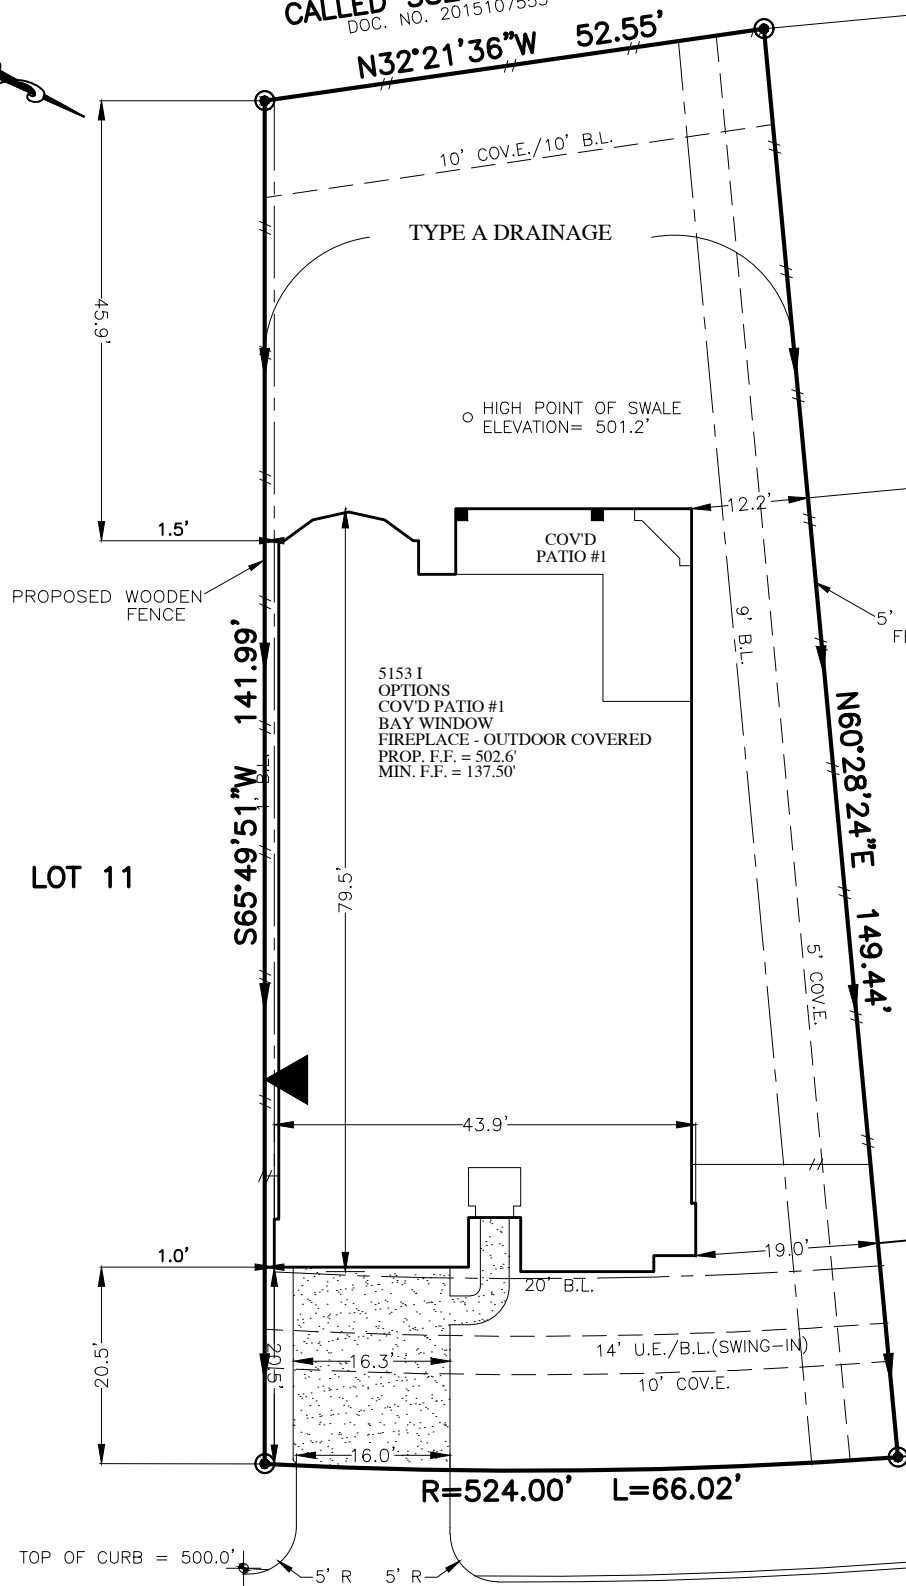 DOC. NO. 2015107555
N32°21'36"W 52.55'
10' COV.E./10' B.L.
TYPE A DRAINAGE
45.9'
HIGH POINT OF SWALE
ELEVATION= 501.2'
12.2'
1.5'
COV'D
PATIO #1
PROPOSED WOODEN
FENCE
9' B.L.
5'
S65°49'51"W 141.99'
5153 I
OPTIONS
COV'D PATIO #1
BAY WINDOW
FIREPLACE - OUTDOOR COVERED
PROP. F.F. = 502.6'
MIN. F.F. = 137.50'
N60°28'24"E 149.44'
LOT 11
79.5'
5' COV.E.
43.9'
1.0'
19.0'
20' B.L.
20.5'
20.5'
14' U.E./B.L.(SWING-IN)
16.3'
10' COV.E.
16.0'
R=524.00' L=66.02'
TOP OF CURB = 500.0'
5' R 5' R